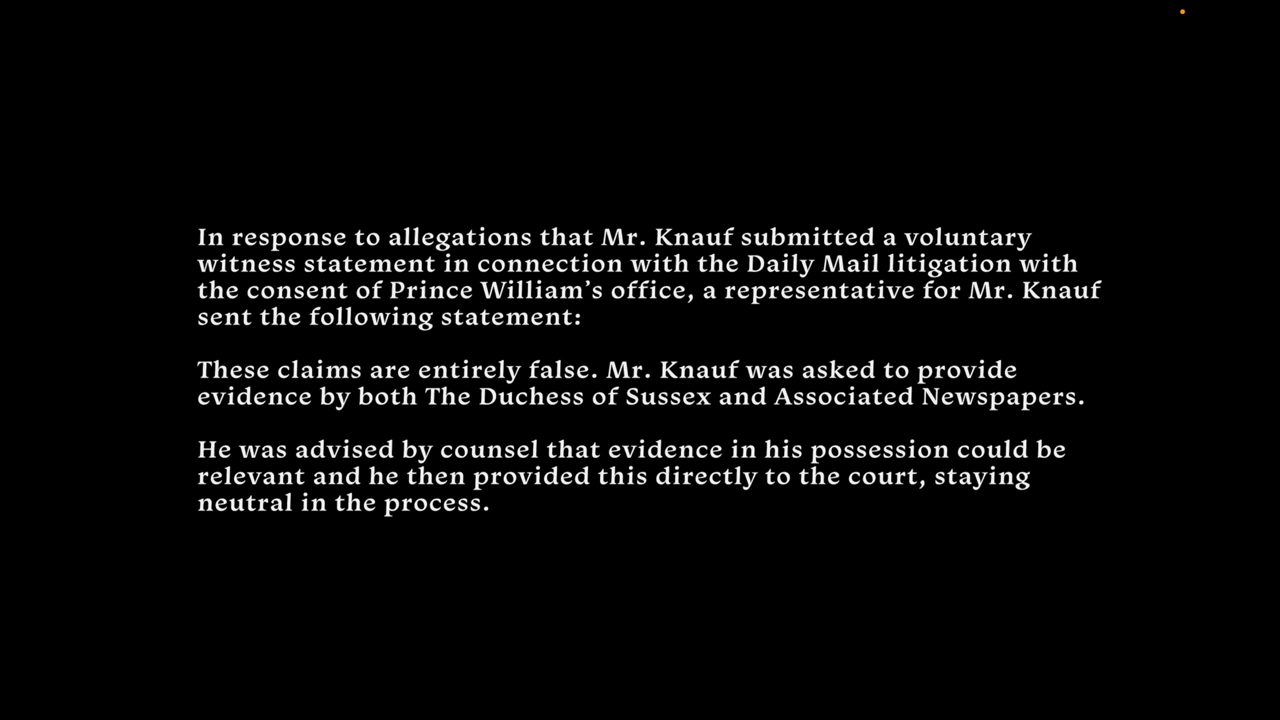 In response to allegations that Mr. Knauf submitted a voluntary
witness statement in connection with the Daily Mail litigation with
the consent of Prince William’s office, a representative for Mr. Knauf
sent the following statement:
These claims are entirely false. Mr. Knauf was asked to provide
evidence by both The Duchess of Sussex and Associated Newspapers.
He was advised by counsel that evidence in his possession could be
relevant and he then provided this directly to the court, staying
neutral in the process.